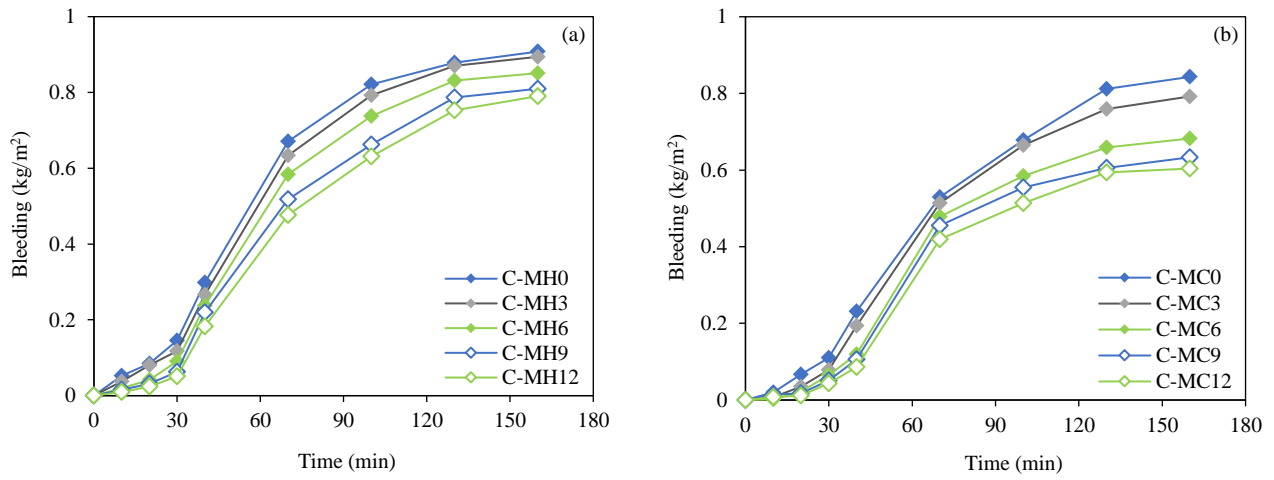 (a)
1
0.8
0.6
0.4
0.2
0
Bleeding (kg/m²)
C-MH0
C-MH3
C-MH6
C-MH9
C-MH12
0 30 60 90 120 150 180
Time (min)
(b)
1
0.8
0.6
0.4
0.2
0
Bleeding (kg/m²)
C-MC0
C-MC3
C-MC6
C-MC9
C-MC12
0 30 60 90 120 150 180
Time (min)